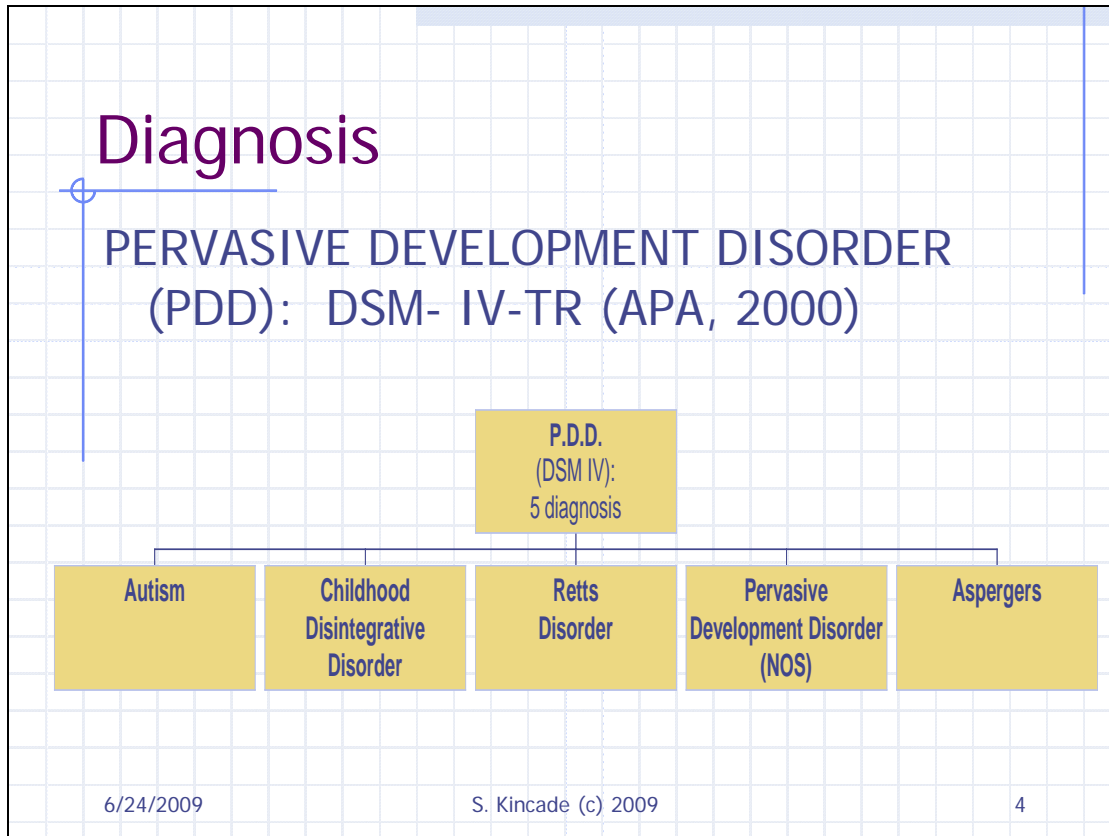 Diagnosis
PERVASIVE DEVELOPMENT DISORDER
(PDD): DSM- IV-TR (APA, 2000)
P.D.D.
(DSM IV):
5 diagnosis
Autism
Childhood
Disintegrative
Disorder
Retts
Disorder
Pervasive
Development Disorder
(NOS)
Aspergers
6/24/2009
S. Kincade (c) 2009
4